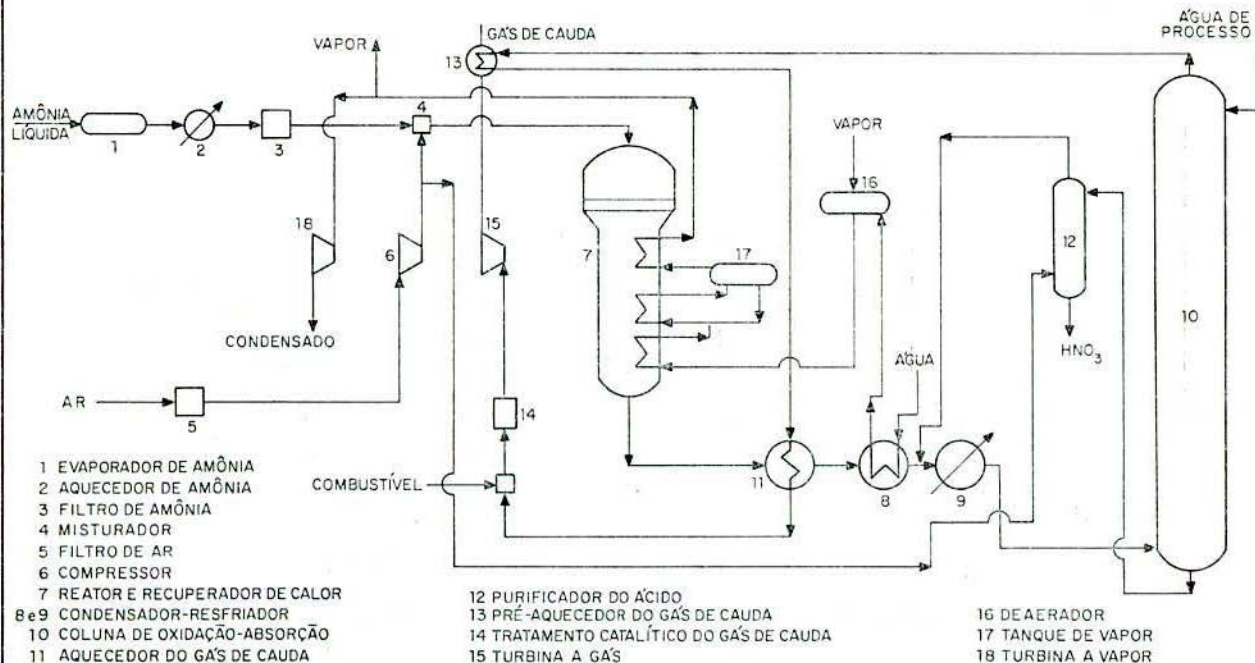 ÁGUA DE
PROCESSO
GÁS DE CAUDA
VAPOR
13
4
AMÔNIA
LÍQUIDA
1
2
3
VAPOR
16
18
6
15
7
17
12
10
CONDENSADO
ÁGUA
HNO3
AR
5
14
COMBUSTÍVEL
11
8
9
1 EVAPORADOR DE AMÔNIA
2 AQUECEDOR DE AMÔNIA
3 FILTRO DE AMÔNIA
4 MISTURADOR
5 FILTRO DE AR
6 COMPRESSOR
7 REATOR E RECUPERADOR DE CALOR
8e9 CONDENSADOR-RESFRIADOR
10 COLUNA DE OXIDAÇÃO-ABSORÇÃO
11 AQUECEDOR DO GÁS DE CAUDA
12 PURIFICADOR DO ÁCIDO
13 PRÉ-AQUECEDOR DO GÁS DE CAUDA
14 TRATAMENTO CATALÍTICO DO GÁS DE CAUDA
15 TURBINA A GÁS
16 DEAERADOR
17 TANQUE DE VAPOR
18 TURBINA A VAPOR